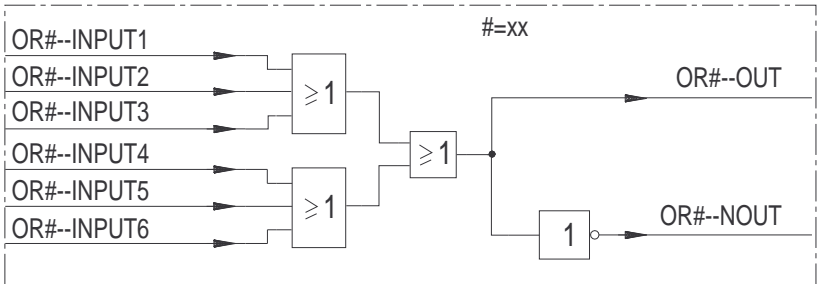 #=xx
OR#--INPUT1
OR#--INPUT2
OR#--INPUT3
OR#--INPUT4
OR#--INPUT5
OR#--INPUT6
≥1
≥1
≥1
OR#--OUT
1
OR#--NOUT